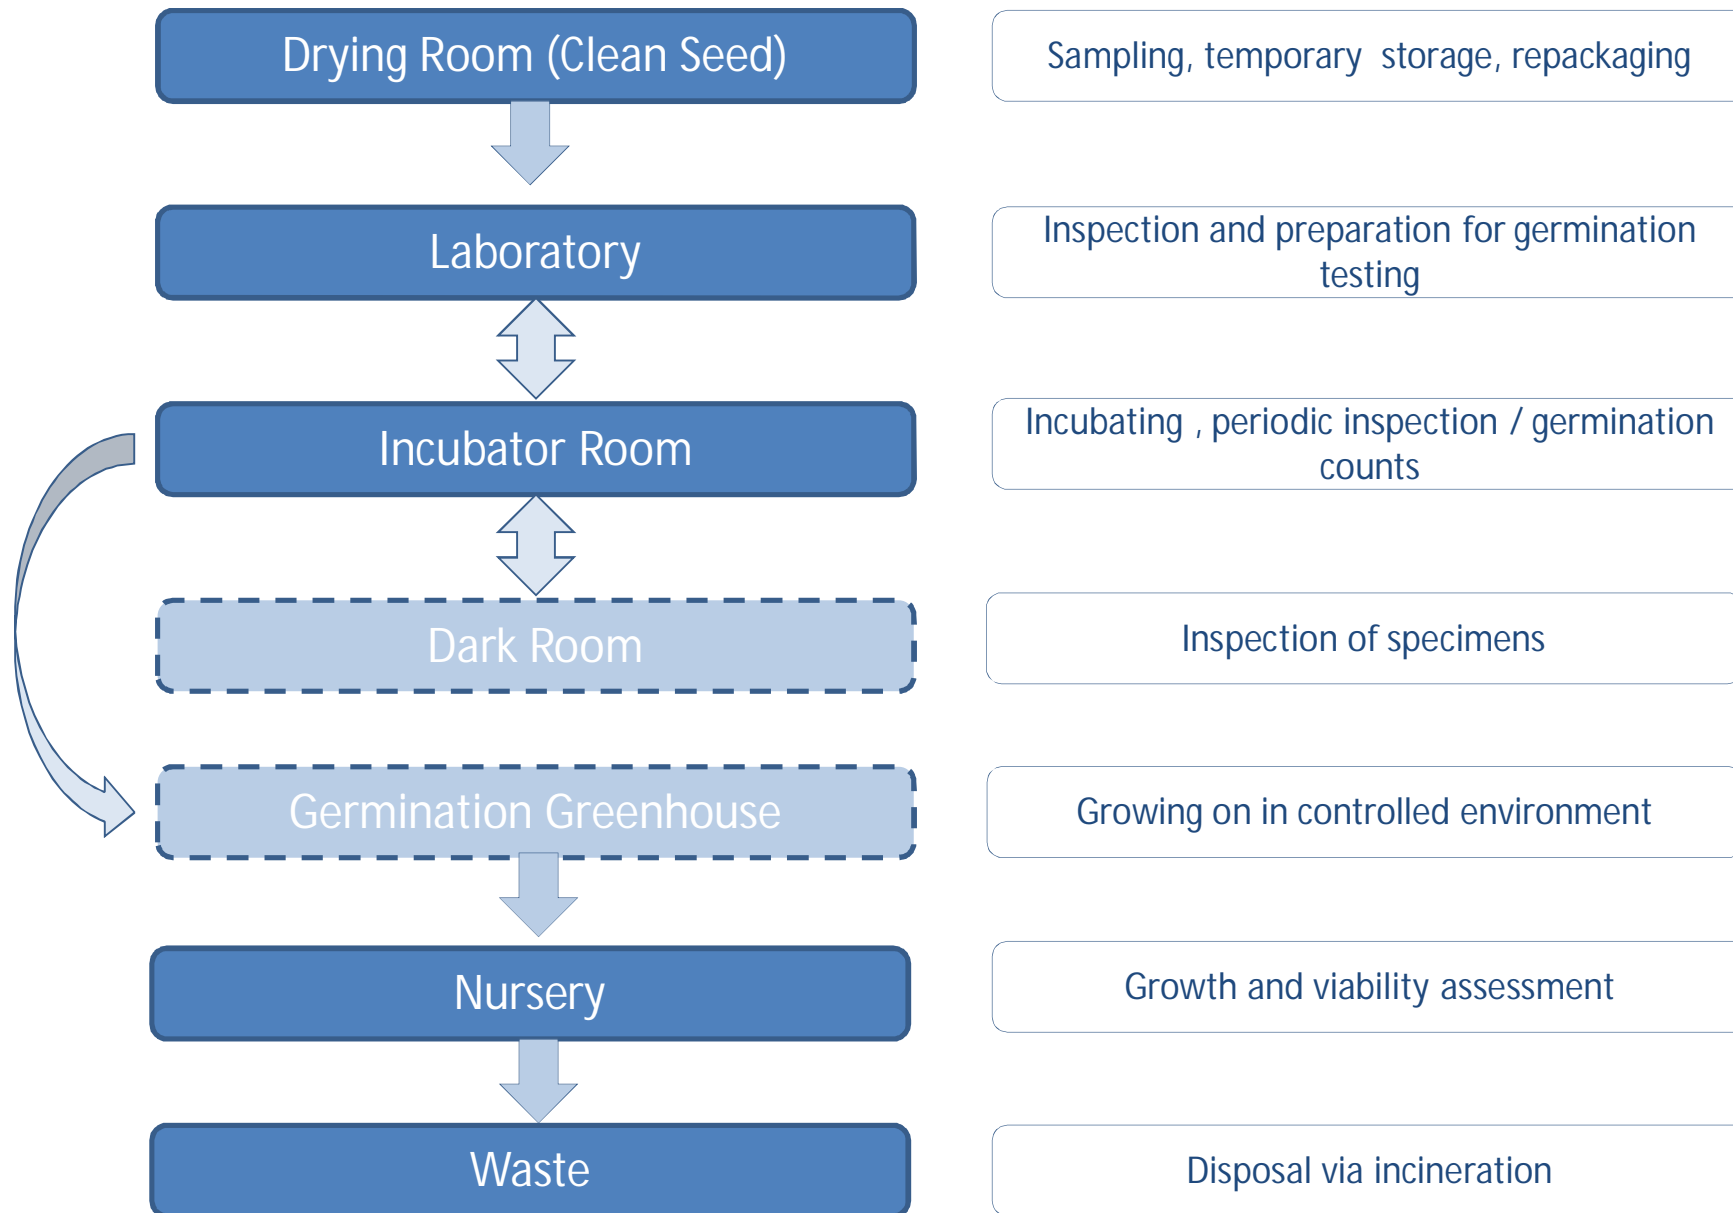 Drying Room (Clean Seed)
Sampling, temporary storage, repackaging
Laboratory
Inspection and preparation for germination
testing
Incubator Room
Incubating , periodic inspection / germination
counts
Dark Room
Inspection of specimens
Germination Greenhouse
Growing on in controlled environment
Nursery
Growth and viability assessment
Waste
Disposal via incineration